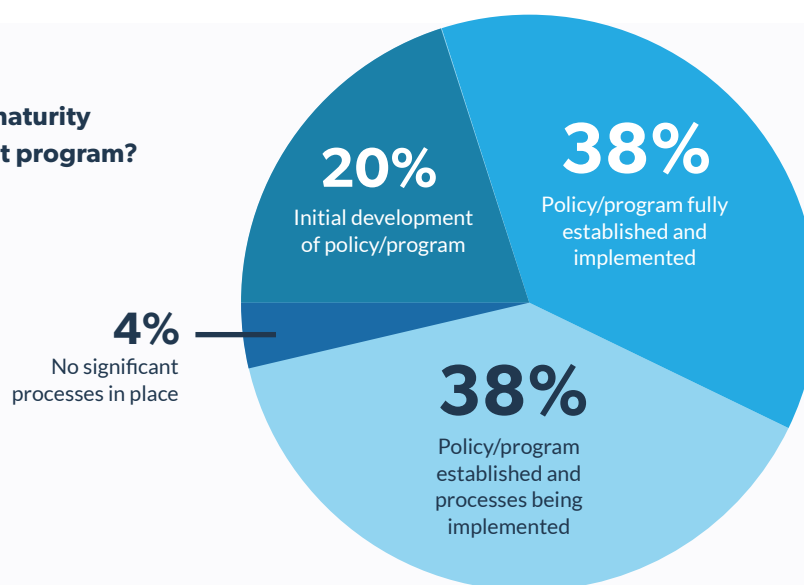 maturity
t program?
20%
Initial development
of policy/program
38%
Policy/program fully
established and
implemented
4%
No significant
processes in place
38%
Policy/program
established and
processes being
implemented